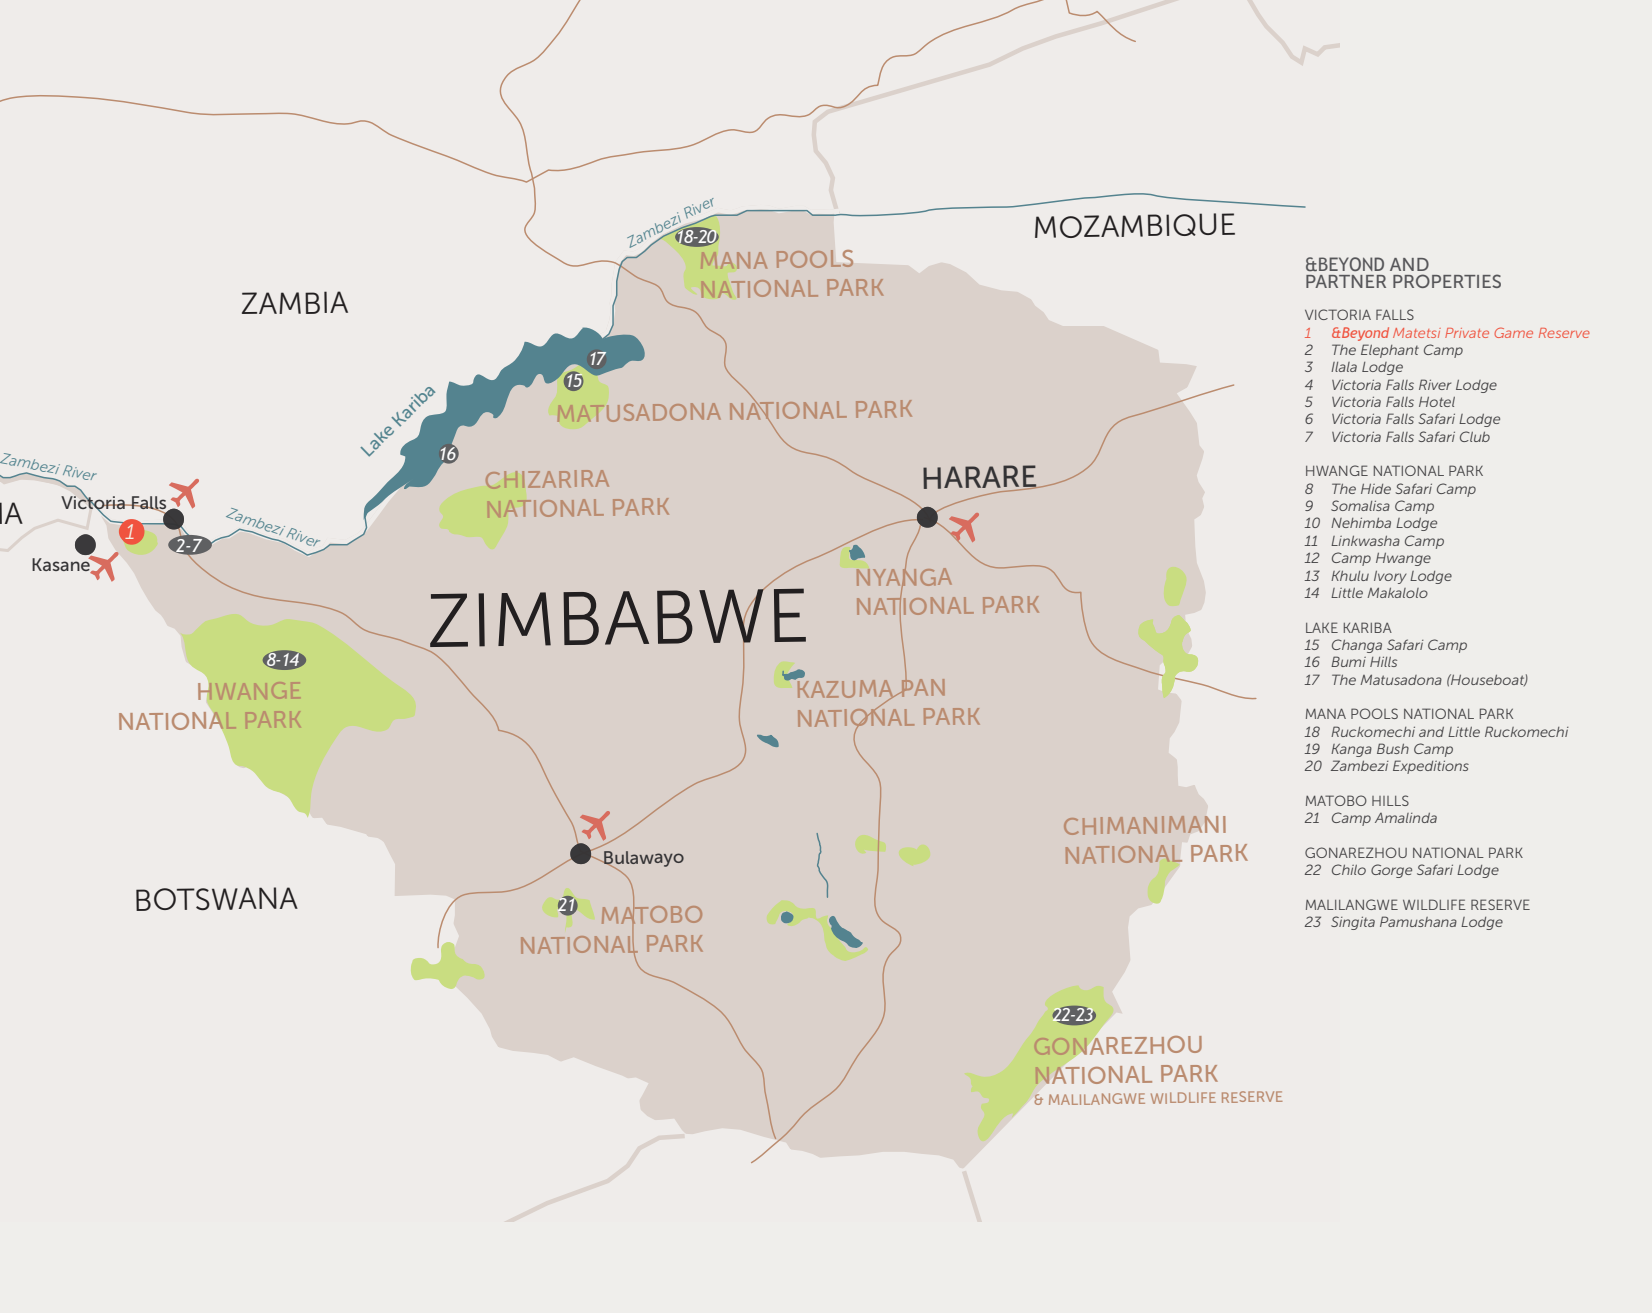 Zambezi River
18-20
MANA POOLS
NATIONAL PARK
MOZAMBIQUE
ZAMBIA
17
15
MATUSADONA NATIONAL PARK
Lake Kariba
16
Zambezi River
CHIZARIRA
NATIONAL PARK
HARARE
IA
Victoria Falls
Zambezi River
1
2-7
Kasane
NYANGA
NATIONAL PARK
ZIMBABWE
8-14
HWANGE
NATIONAL PARK
KAZUMA PAN
NATIONAL PARK
CHIMANIMANI
NATIONAL PARK
Bulawayo
BOTSWANA
21
MATOBO
NATIONAL PARK
22-23
GONAREZHOU
NATIONAL PARK
& MALILANGWE WILDLIFE RESERVE
&BEYOND AND
PARTNER PROPERTIES
VICTORIA FALLS
1 &Beyond Matetsi Private Game Reserve
2 The Elephant Camp
3 Ilala Lodge
4 Victoria Falls River Lodge
5 Victoria Falls Hotel
6 Victoria Falls Safari Lodge
7 Victoria Falls Safari Club
HWANGE NATIONAL PARK
8 The Hide Safari Camp
9 Somalisa Camp
10 Nehimba Lodge
11 Linkwasha Camp
12 Camp Hwange
13 Khulu Ivory Lodge
14 Little Makalolo
LAKE KARIBA
15 Changa Safari Camp
16 Bumi Hills
17 The Matusadona (Houseboat)
MANA POOLS NATIONAL PARK
18 Ruckomechi and Little Ruckomechi
19 Kanga Bush Camp
20 Zambezi Expeditions
MATOBO HILLS
21 Camp Amalinda
GONAREZHOU NATIONAL PARK
22 Chilo Gorge Safari Lodge
MALILANGWE WILDLIFE RESERVE
23 Singita Pamushana Lodge